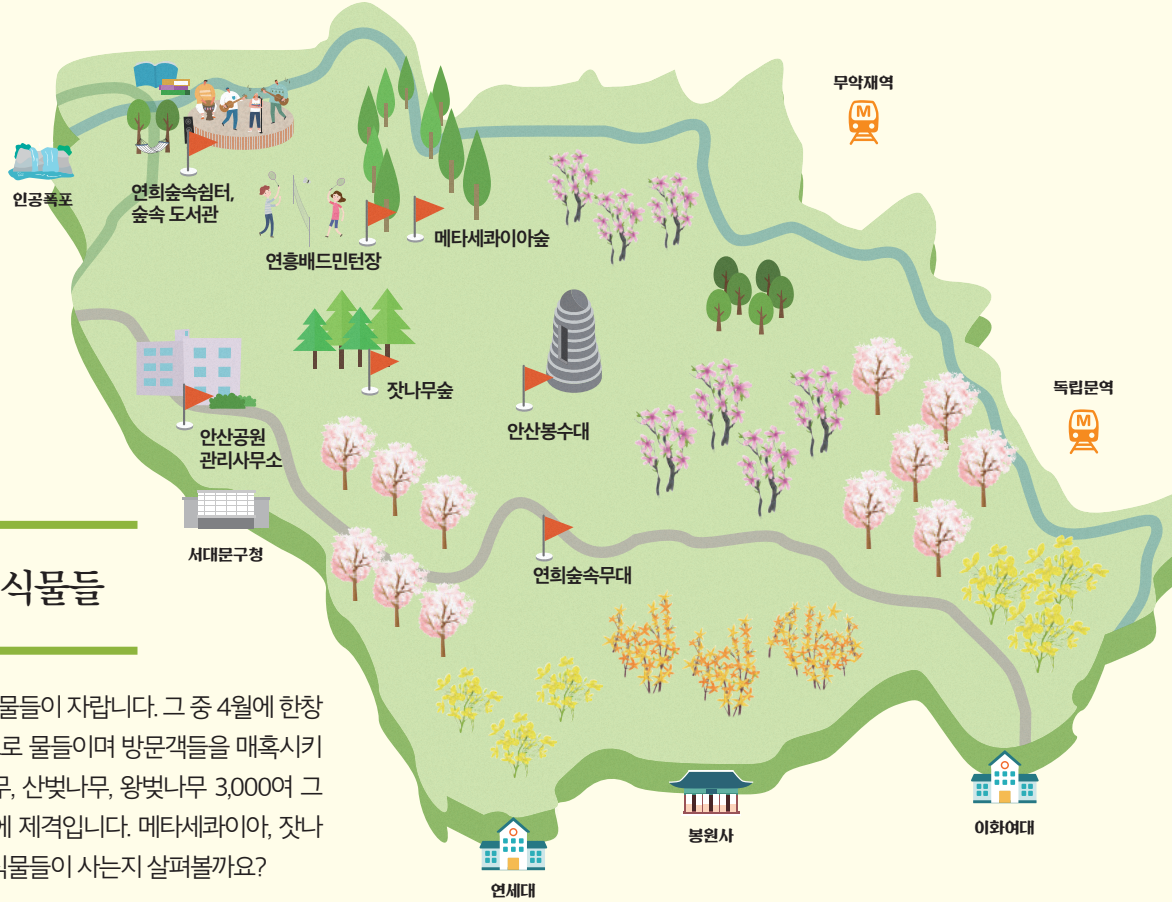 무악재역
인공폭포
연희숲속쉼터,
숲속 도서관
메타세콰이아숲
연흥배드민턴장
독립문역
잣나무숲
안산봉수대
안산공원
관리사무소
서대문구청
연희숲속무대
식물들
물들이 자랍니다. 그 중 4월에 한창
로 물들이며 방문객들을 매혹시키
무, 산벚나무, 왕벚나무 3,000여 그
에 제격입니다. 메타세콰이아, 잣나
식물들이 사는지 살펴볼까요?
봉원사
이화여대
연세대